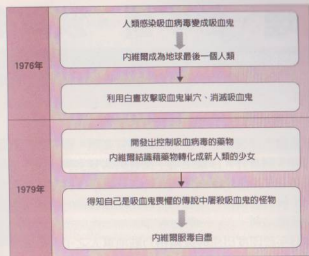 1976年
人類感染吸血病毒變成吸血鬼
內維爾成為地球最後一個人類
利用白晝攻擊吸血鬼巢穴、消滅吸血鬼
1979年
開發出控制吸血病毒的藥物
內維爾結識藉藥物轉化成新人類的少女
得知自己是吸血鬼畏懼的傳說中屠殺吸血鬼的怪物
內維爾服毒自盡